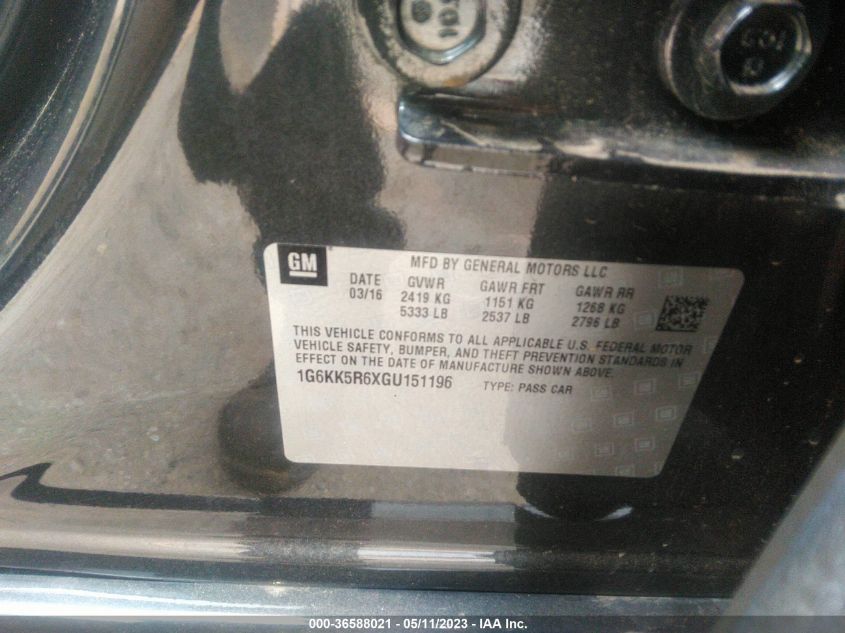 GM
MFD BY GENERAL MOTORS LLC
DATE GVWR GAWR FRT GAWR RR
03/16 2419 KG 1151 KG 1268 KG
5333 LB 2537 LB 2796 LB
THIS VEHICLE CONFORMS TO ALL APPLICABLE U.S. FEDERAL MOTOR
VEHICLE SAFETY, BUMPER, AND THEFT PREVENTION STANDARDS IN
EFFECT ON THE DATE OF MANUFACTURE SHOWN ABOVE.
1G6KK5R6XGU151196 TYPE: PASS CAR
000-36588021 - 05/11/2023 - IAA Inc.